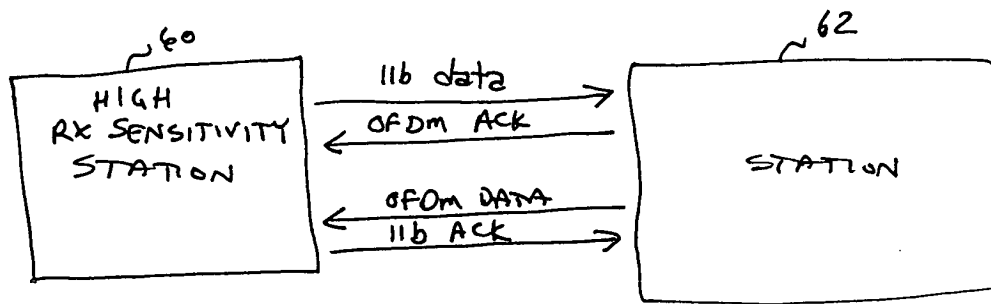 60
62
HIGH
RX SENSITIVITY
STATION
11b data
OFDM ACK
OFDM DATA
11b ACK
STATION